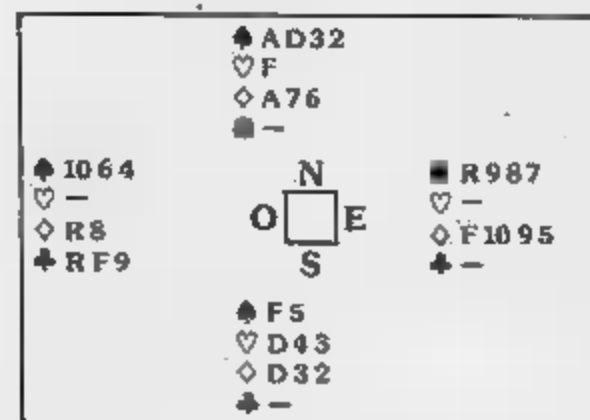 ♠ AD32
♡ F
◇ A76
♣ –
♠ 1064
♡ –
◇ R8
♣ RF9
N
O E
S
♠ R987
♡ –
◇ F1095
♣ –
♠ F5
♡ D43
◇ D32
♣ –